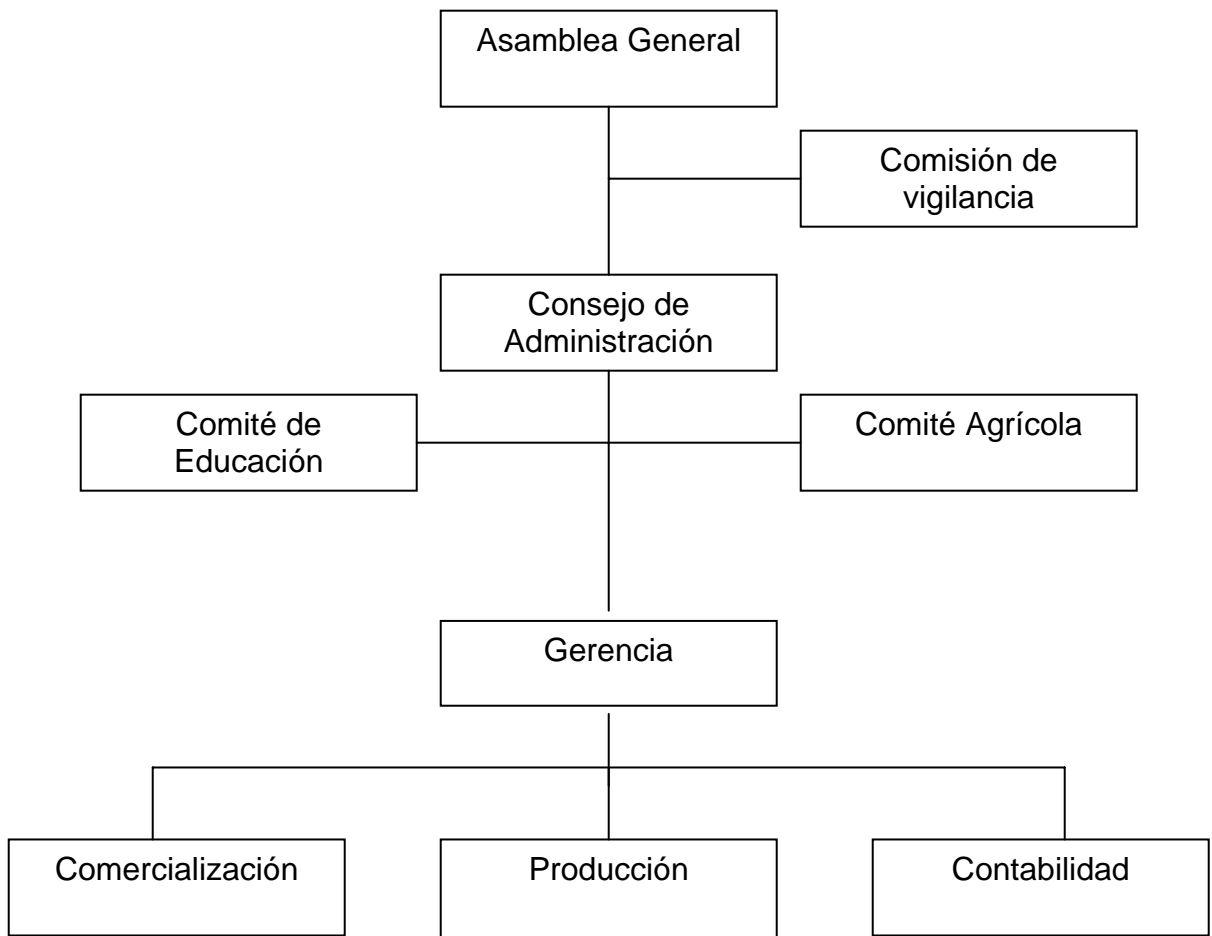 Asamblea General
Comisión de
vigilancia
Consejo de
Administración
Comité de
Educación
Comité Agrícola
Gerencia
Comercialización
Producción
Contabilidad